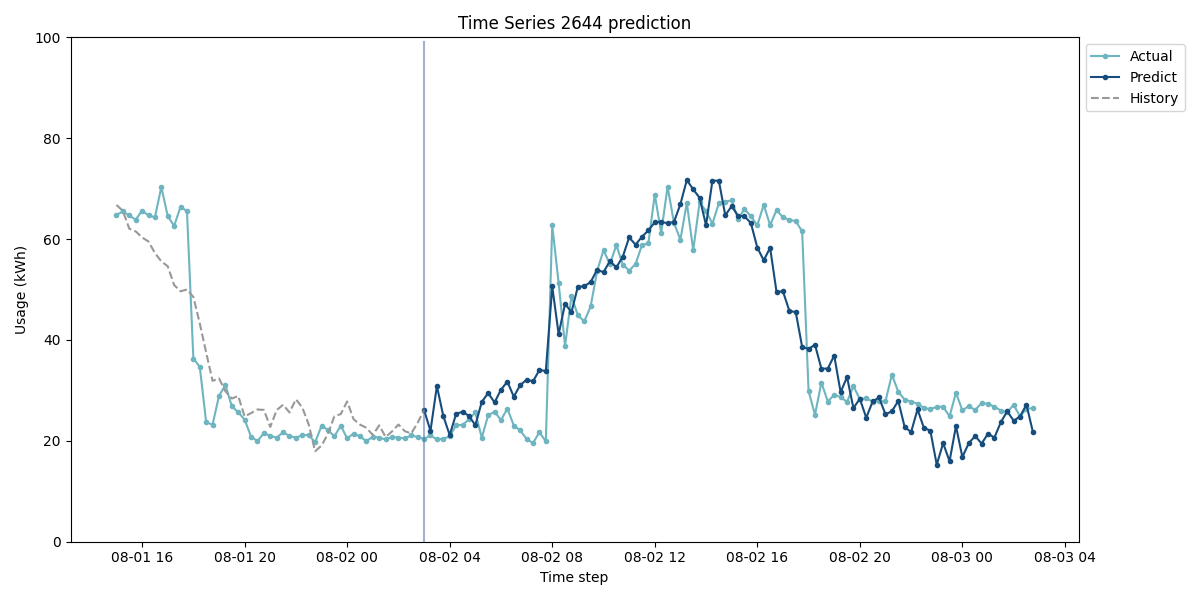 Time Series 2644 prediction
Usage (kWh)
100
80
60
40
20
0
08-01 16
08-01 20
08-02 00
08-02 04
08-02 08
08-02 12
08-02 16
08-02 20
08-03 00
08-03 04
Time step
Actual
Predict
History